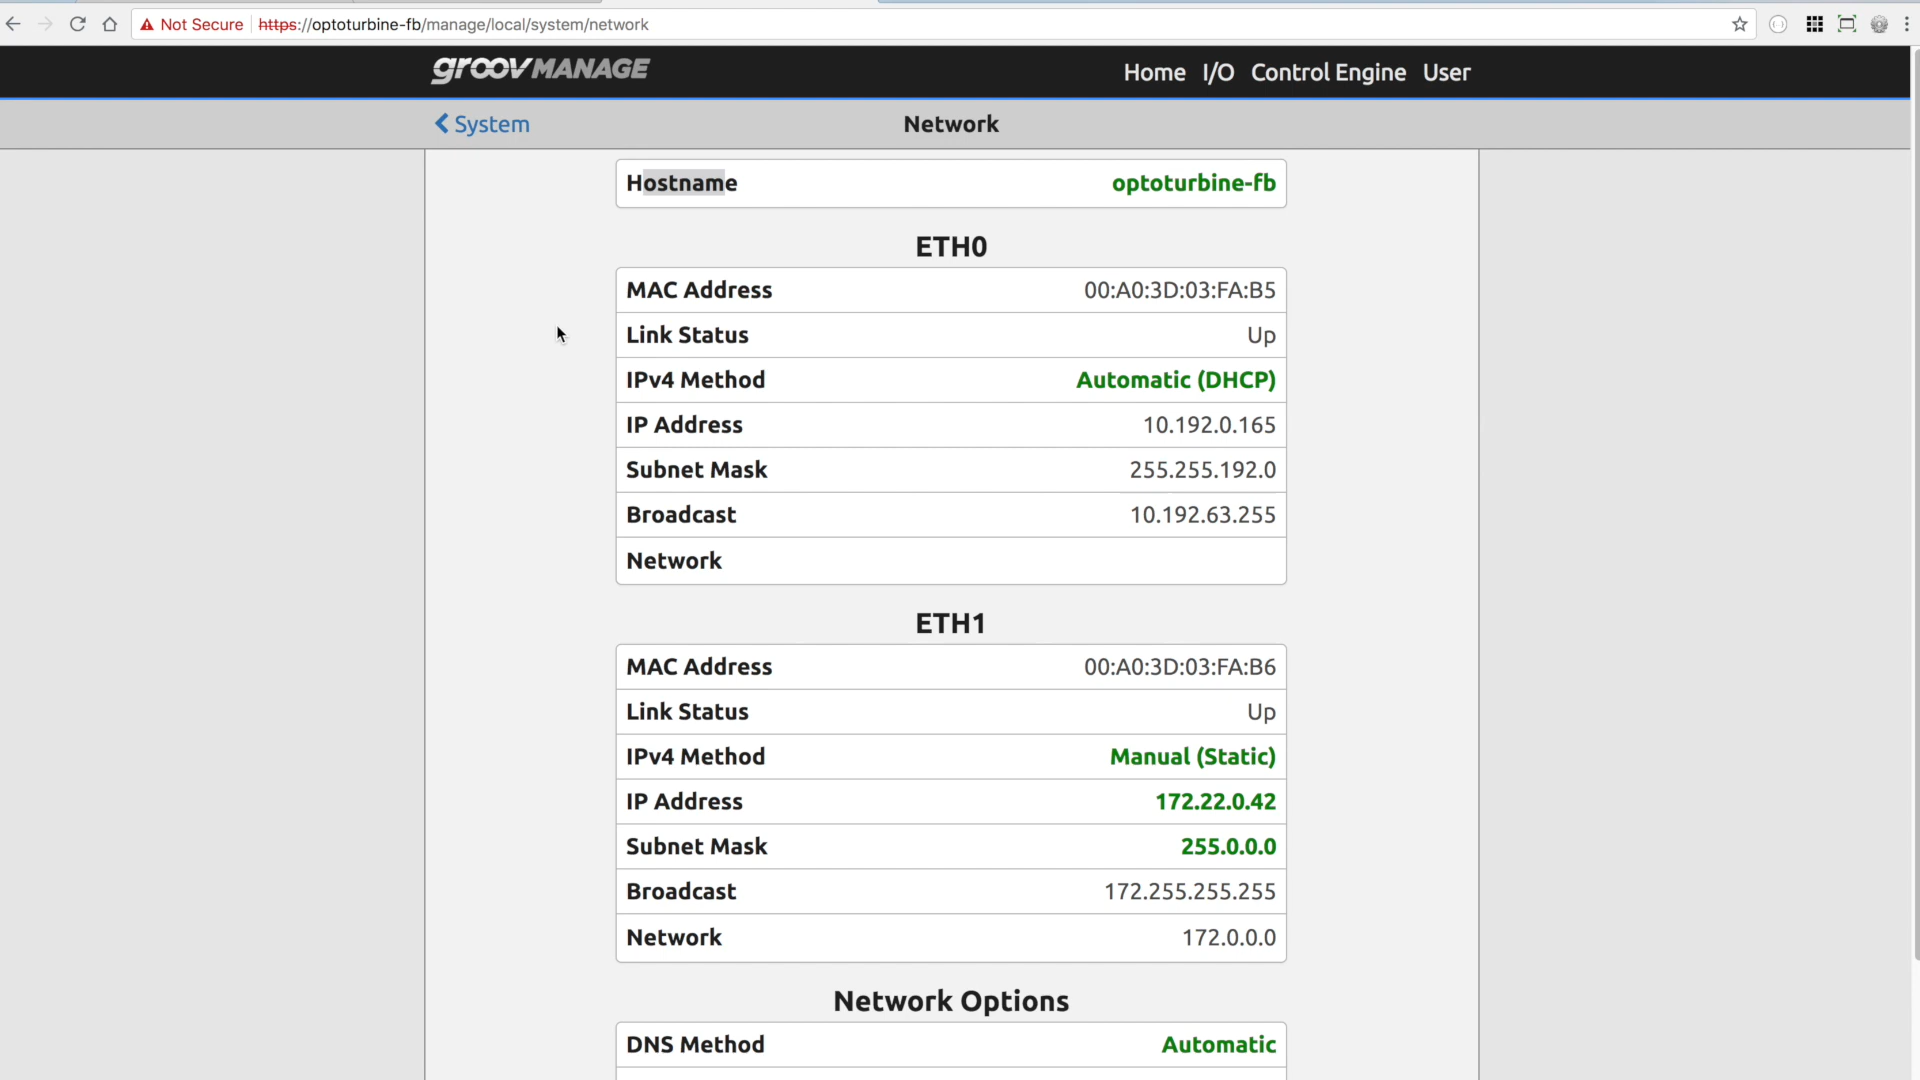 Not Secure https://optoturbine-fb/manage/local/system/network
groovMANAGE Home I/O Control Engine User
System Network
Hostname optoturbine-fb
ETH0
MAC Address 00:A0:3D:03:FA:B5
Link Status Up
IPv4 Method Automatic (DHCP)
IP Address 10.192.0.165
Subnet Mask 255.255.192.0
Broadcast 10.192.63.255
Network
ETH1
MAC Address 00:A0:3D:03:FA:B6
Link Status Up
IPv4 Method Manual (Static)
IP Address 172.22.0.42
Subnet Mask 255.0.0.0
Broadcast 172.255.255.255
Network 172.0.0.0
Network Options
DNS Method Automatic